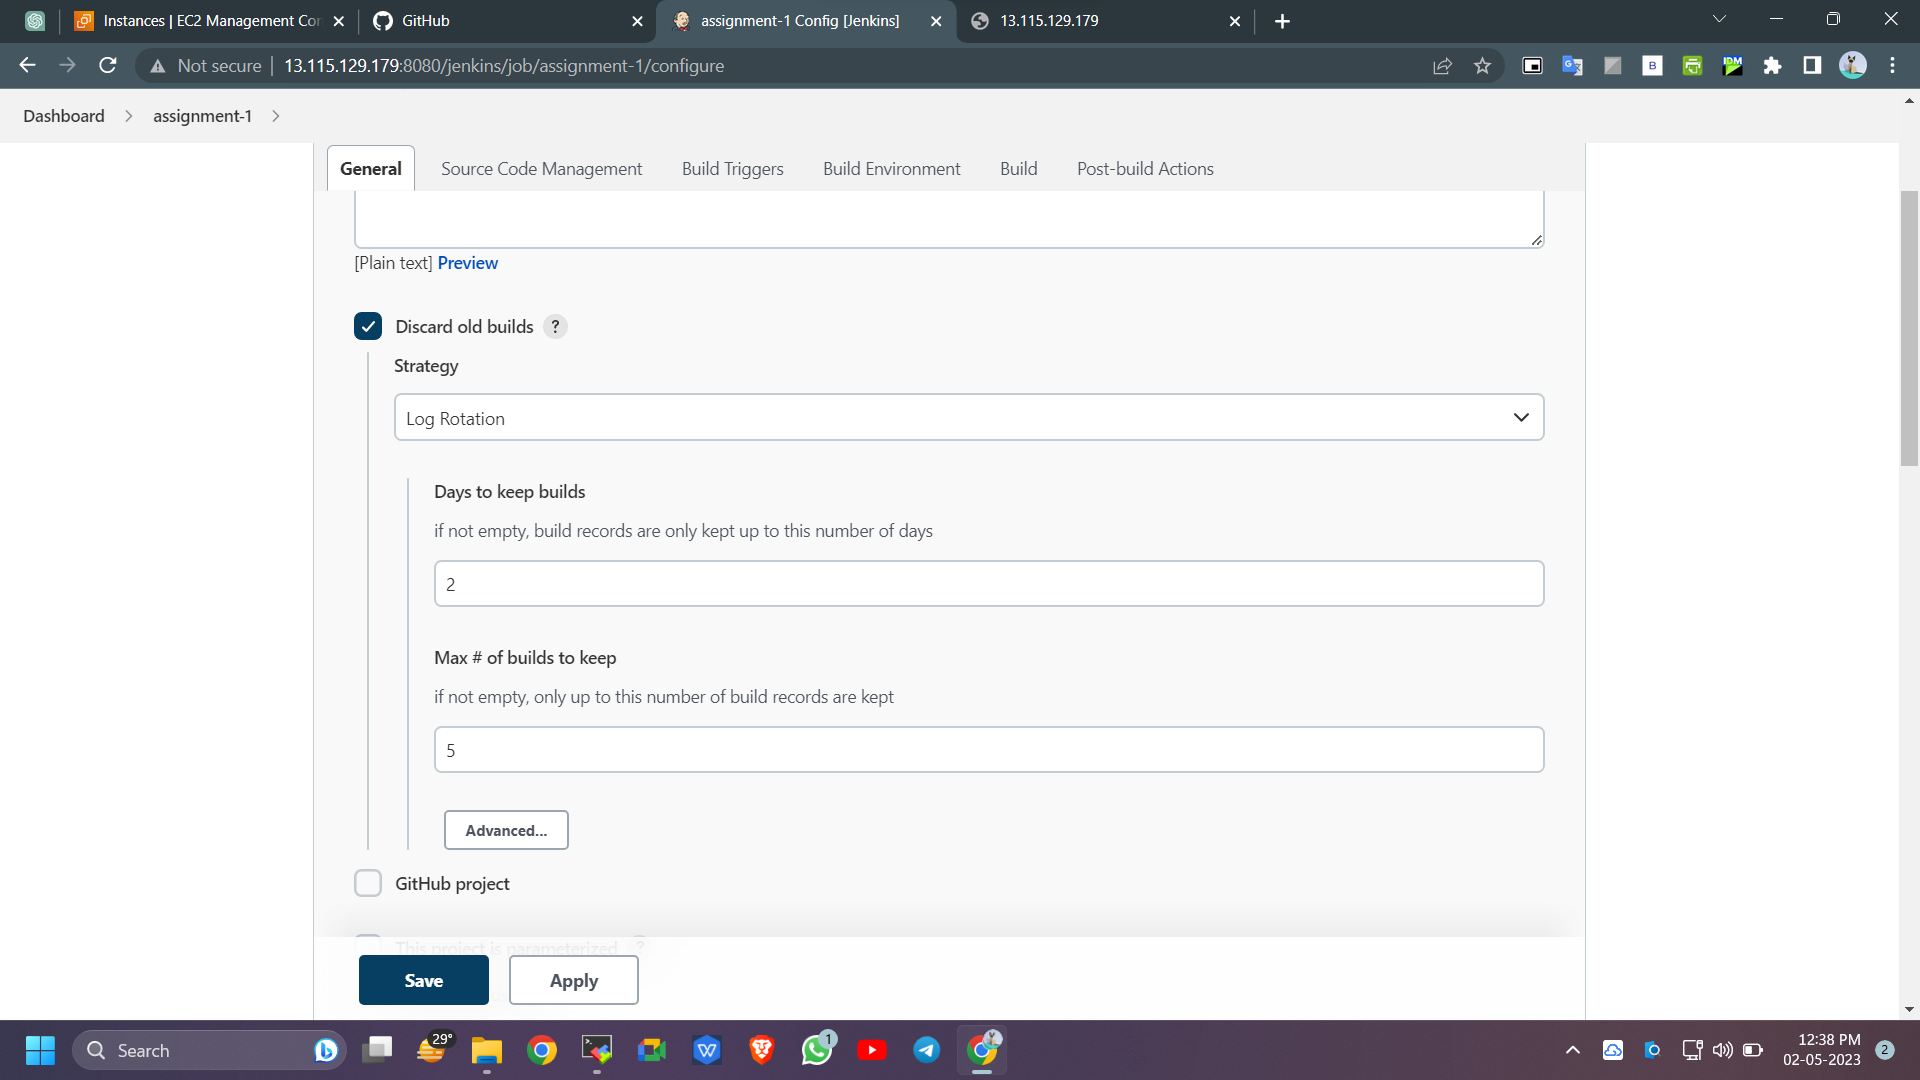 Instances | EC2 Management Cor
GitHub
assignment-1 Config [Jenkins]
13.115.129.179
Not secure
13.115.129.179:8080/jenkins/job/assignment-1/configure
B
IDM
Dashboard
assignment-1
General
Source Code Management
Build Triggers
Build Environment
Build
Post-build Actions
[Plain text] Preview
Discard old builds ?
Strategy
Log Rotation
Days to keep builds
if not empty, build records are only kept up to this number of days
2
Max # of builds to keep
if not empty, only up to this number of build records are kept
5
Advanced...
GitHub project
This project is parameterized ?
Save
Apply
Search
29°
W
1
12:38 PM
02-05-2023
2